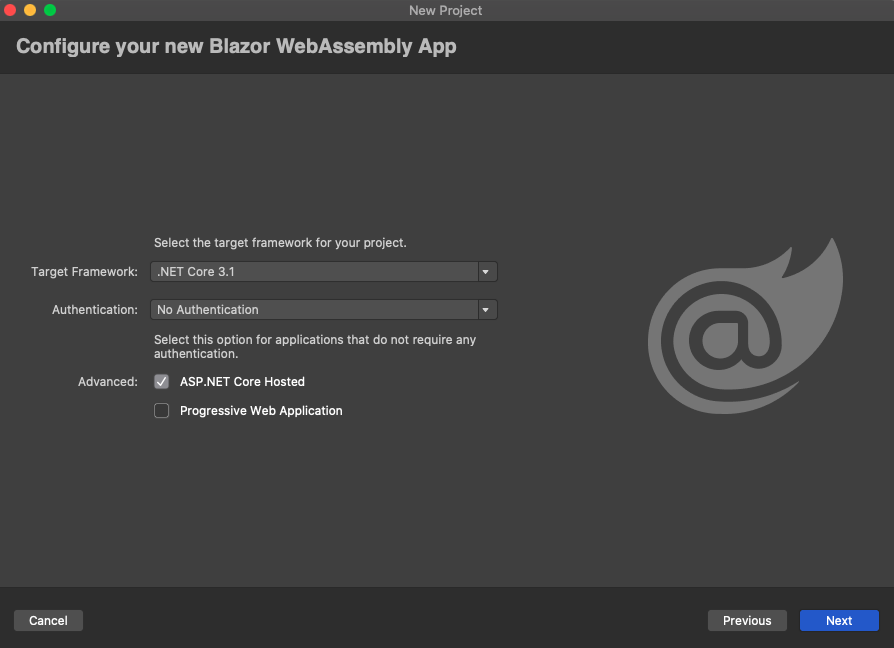 New Project
Configure your new Blazor WebAssembly App
Select the target framework for your project.
Target Framework: .NET Core 3.1
Authentication: No Authentication
Select this option for applications that do not require any
authentication.
Advanced: ASP.NET Core Hosted
Progressive Web Application
Cancel Previous Next